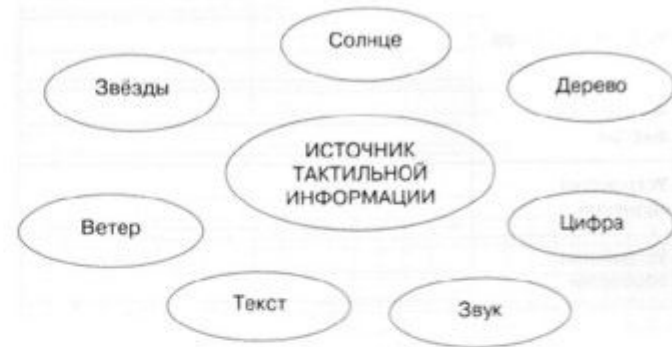 Солнце
Звёзды
Дерево
ИСТОЧНИК
ТАКТИЛЬНОЙ
ИНФОРМАЦИИ
Ветер
Цифра
Текст
Звук